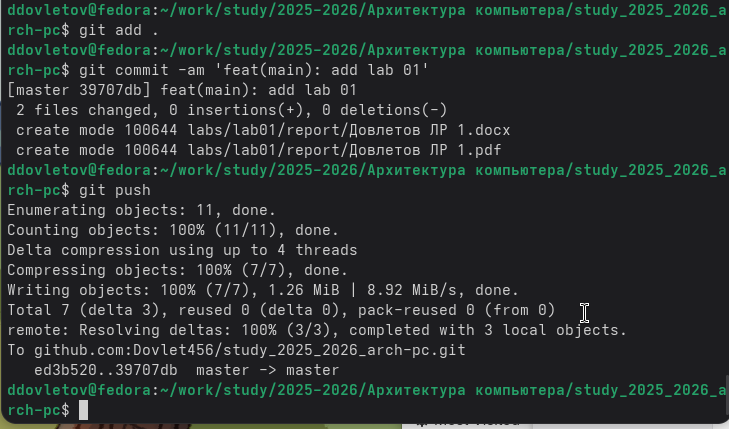 ddovletov@fedora:~/work/study/2025-2026/Архитектура компьютера/study_2025_2026_a
rch-pc$ git add .
ddovletov@fedora:~/work/study/2025-2026/Архитектура компьютера/study_2025_2026_a
rch-pc$ git commit -am 'feat(main): add lab 01'
[master 39707db] feat(main): add lab 01
 2 files changed, 0 insertions(+), 0 deletions(-)
 create mode 100644 labs/lab01/report/Довлетов ЛР 1.docx
 create mode 100644 labs/lab01/report/Довлетов ЛР 1.pdf
ddovletov@fedora:~/work/study/2025-2026/Архитектура компьютера/study_2025_2026_a
rch-pc$ git push
Enumerating objects: 11, done.
Counting objects: 100% (11/11), done.
Delta compression using up to 4 threads
Compressing objects: 100% (7/7), done.
Writing objects: 100% (7/7), 1.26 MiB | 8.92 MiB/s, done.
Total 7 (delta 3), reused 0 (delta 0), pack-reused 0 (from 0)
remote: Resolving deltas: 100% (3/3), completed with 3 local objects.
To github.com:Dovlet456/study_2025_2026_arch-pc.git
   ed3b520..39707db  master -> master
ddovletov@fedora:~/work/study/2025-2026/Архитектура компьютера/study_2025_2026_a
rch-pc$